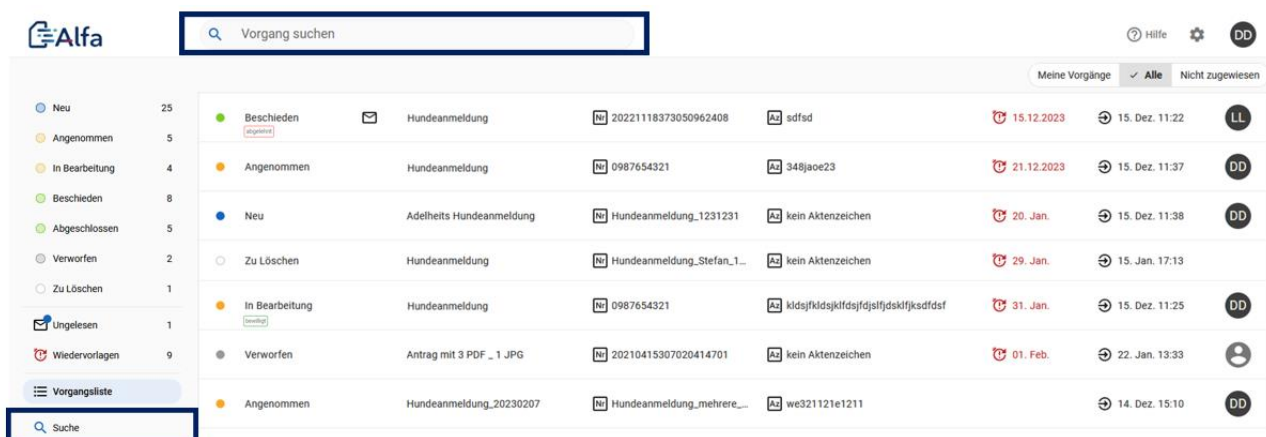 Alfa
Vorgang suchen
Hilfe
DD
Meine Vorgänge Alle Nicht zugewiesen
Neu 25
Angenommen 5
In Bearbeitung 4
Beschieden 8
Abgeschlossen 5
Verworfen 2
Zu Löschen 1
Ungelesen 1
Wiedervorlagen 9
Vorgangsliste
Suche
Beschieden Hundeanmeldung Nr 20221118373050962408 Az sdfsd 15.12.2023 15. Dez. 11:22 LL
abgelehnt
Angenommen Hundeanmeldung Nr 0987654321 Az 348jaoe23 21.12.2023 15. Dez. 11:37 DD
Neu Adelheits Hundeanmeldung Nr Hundeanmeldung_1231231 Az kein Aktenzeichen 20. Jan. 15. Dez. 11:38 DD
Zu Löschen Hundeanmeldung Nr Hundeanmeldung_Stefan_1... Az kein Aktenzeichen 29. Jan. 15. Jan. 17:13
In Bearbeitung Hundeanmeldung Nr 0987654321 Az kldsjfkldsjklfdsjfdjslfjdsklfjksdfdsf 31. Jan. 15. Dez. 11:25 DD
bewilligt
Verworfen Antrag mit 3 PDF _ 1 JPG Nr 20210415307020414701 Az kein Aktenzeichen 01. Feb. 22. Jan. 13:33
Angenommen Hundeanmeldung_20230207 Nr Hundeanmeldung_mehrere_... Az we321121e1211 14. Dez. 15:10 DD